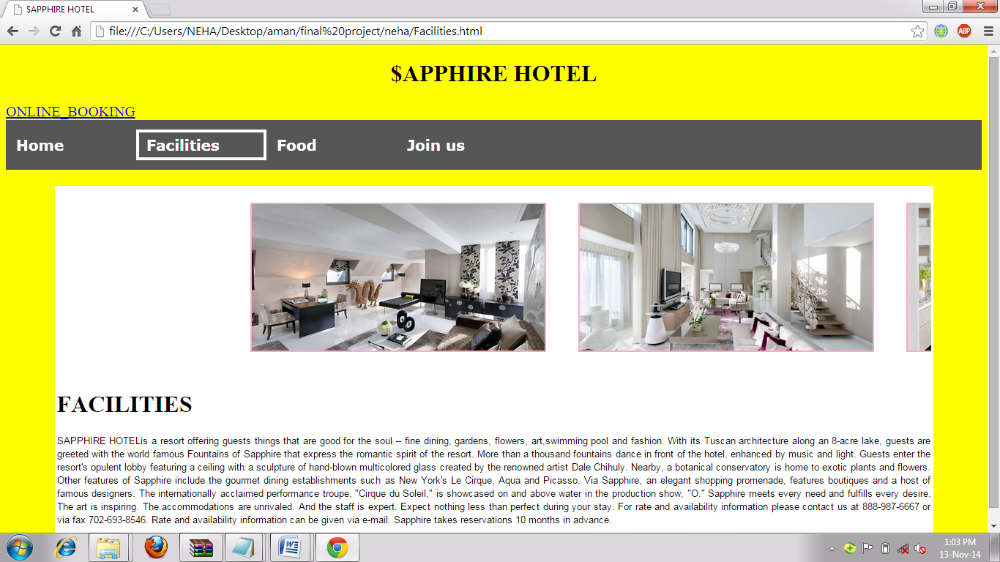 $APPHIRE HOTEL
file:///C:/Users/NEHA/Desktop/aman/final%20project/neha/Facilities.html
ABP
$APPHIRE HOTEL
ONLINE_BOOKING
Home Facilities Food Join us
FACILITIES
SAPPHIRE HOTELis a resort offering guests things that are good for the soul -- fine dining, gardens, flowers, art,swimming pool and fashion. With its Tuscan architecture along an 8-acre lake, guests are
greeted with the world famous Fountains of Sapphire that express the romantic spirit of the resort. More than a thousand fountains dance in front of the hotel, enhanced by music and light. Guests enter the
resort's opulent lobby featuring a ceiling with a sculpture of hand-blown multicolored glass created by the renowned artist Dale Chihuly. Nearby, a botanical conservatory is home to exotic plants and flowers.
Other features of Sapphire include the gourmet dining establishments such as New York's Le Cirque, Aqua and Picasso. Via Sapphire, an elegant shopping promenade, features boutiques and a host of
famous designers. The internationally acclaimed performance troupe, "Cirque du Soleil," is showcased on and above water in the production show, "O." Sapphire meets every need and fulfills every desire.
The art is inspiring. The accommodations are unrivaled. And the staff is expert. Expect nothing less than perfect during your stay. For rate and availability information please contact us at 888-987-6667 or
via fax 702-693-8546. Rate and availability information can be given via e-mail. Sapphire takes reservations 10 months in advance.
1:03 PM
13-Nov-14